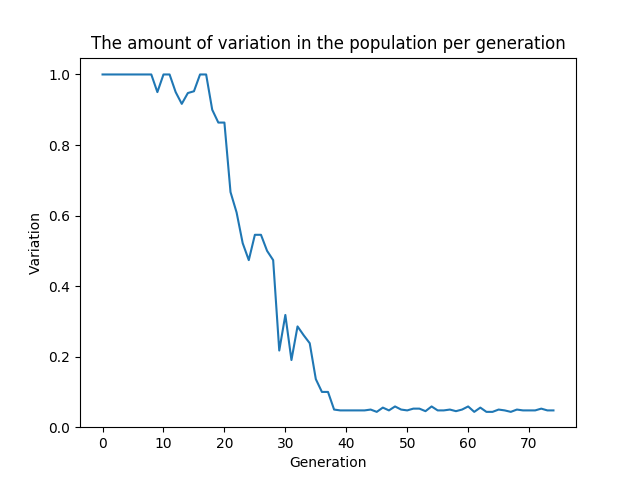 The amount of variation in the population per generation
1.0
0.8
0.6
0.4
0.2
0.0
Variation
0 10 20 30 40 50 60 70
Generation